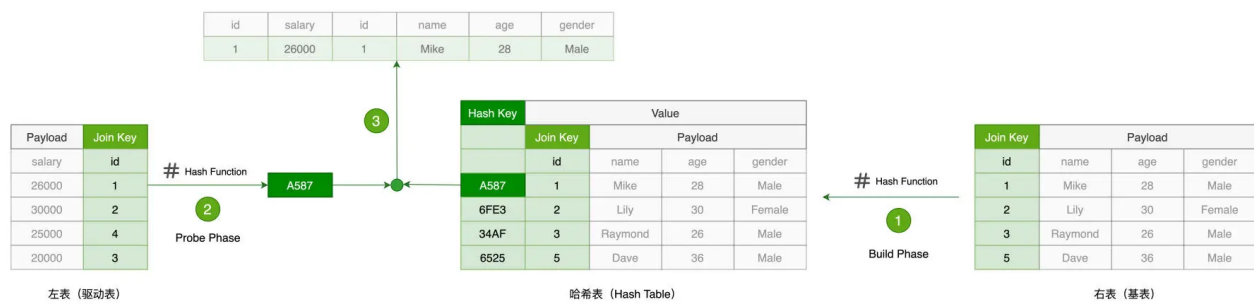 id salary id name age gender
1 26000 1 Mike 28 Male
3
Payload Join Key
salary id
26000 1
30000 2
25000 4
20000 3
左表（驱动表）
# Hash Function
2
Probe Phase
A587
Hash Key Value
Join Key Payload
id name age gender
A587 1 Mike 28 Male
6FE3 2 Lily 30 Female
34AF 3 Raymond 26 Male
6525 5 Dave 36 Male
哈希表（Hash Table）
# Hash Function
1
Build Phase
Join Key Payload
id name age gender
1 Mike 28 Male
2 Lily 30 Female
3 Raymond 26 Male
5 Dave 36 Male
右表（基表）